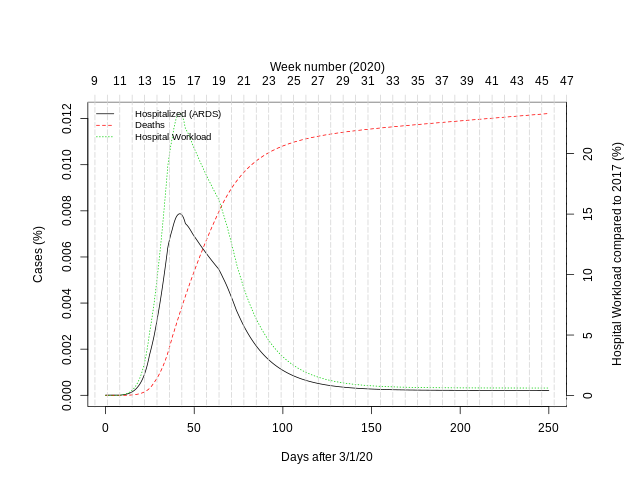 Week number (2020)
9 11 13 15 17 19 21 23 25 27 29 31 33 35 37 39 41 43 45 47
Hospitalized (ARDS)
Deaths
Hospital Workload
0.012
0.010
0.008
0.006
0.004
0.002
0.000
Cases (%)
20
15
10
5
0
Hospital Workload compared to 2017 (%)
0 50 100 150 200 250
Days after 3/1/20